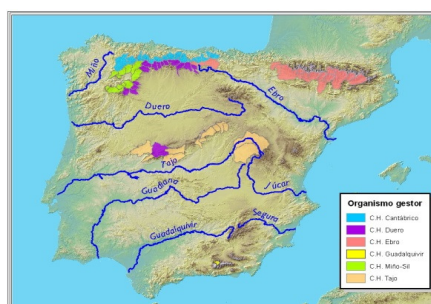 Miño
Duero
Ebro
Tajo
Guadiana
Júcar
Guadalquivir
Segura
Organismo gestor
C.H. Cantábrico
C.H. Duero
C.H. Ebro
C.H. Guadalquivir
C.H. Miño-Sil
C.H. Tajo